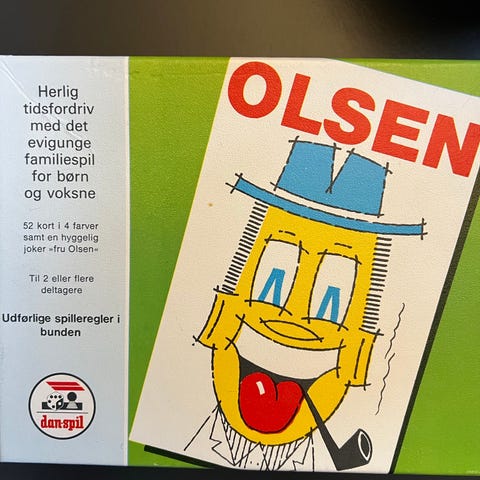 Herlig
tidsfordriv
med det
evigunge
familiespil
for børn
og voksne
52 kort i 4 farver
samt en hyggelig
joker »fru Olsen«
Til 2 eller flere
deltagere
Udførlige spilleregler i
bunden
dan-spil
OLSEN